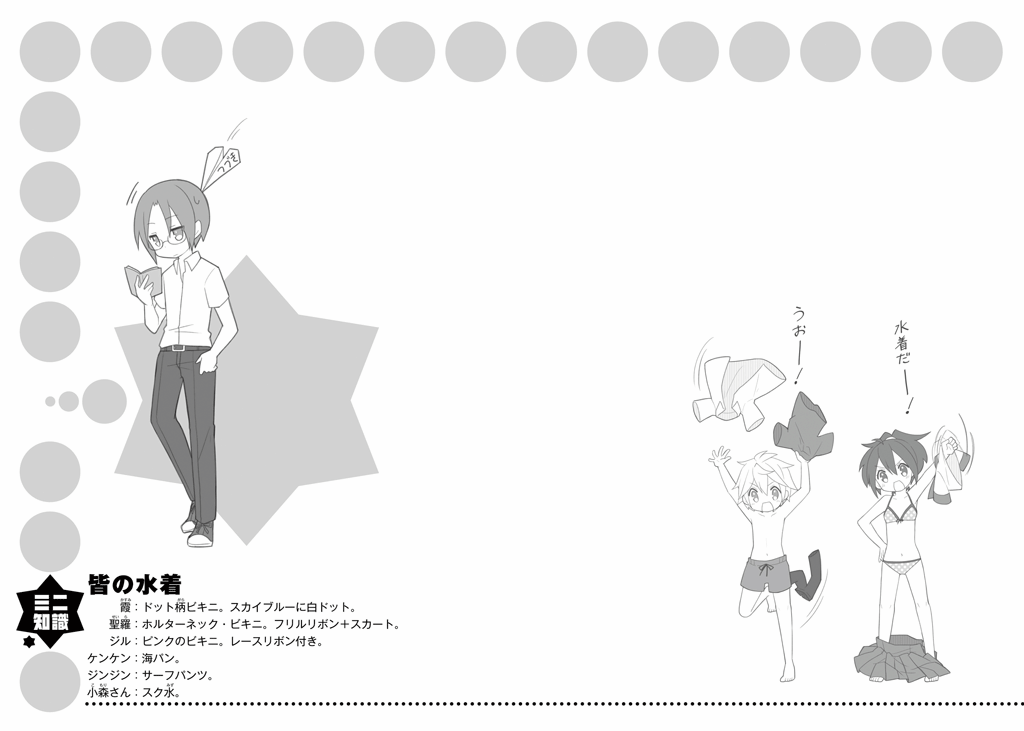 うおー!
水着だー!
ミニ
知識
皆の水着
霞:ドット柄ビキニ。スカイブルーに白ドット。
聖羅:ホルターネック・ビキニ。フリルリボン+スカート。
ジル:ピンクのビキニ。レースリボン付き。
ケンケン:海パン。
ジンジン:サーフパンツ。
小森さん:スク水。